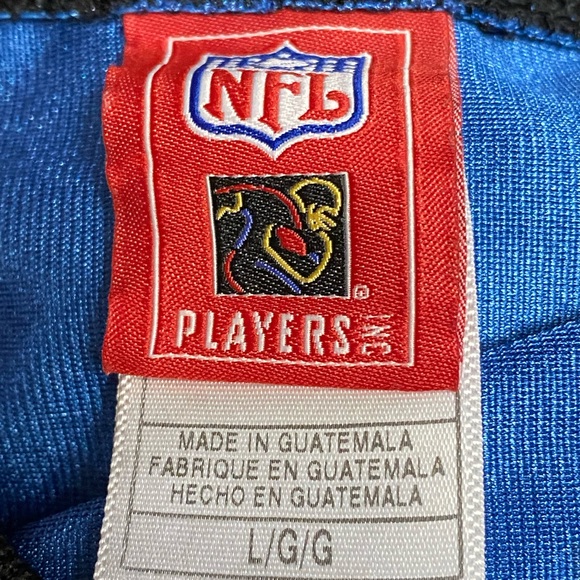 NFL
®
PLAYERS INC
MADE IN GUATEMALA
FABRIQUE EN GUATEMALA
HECHO EN GUATEMALA
L/G/G